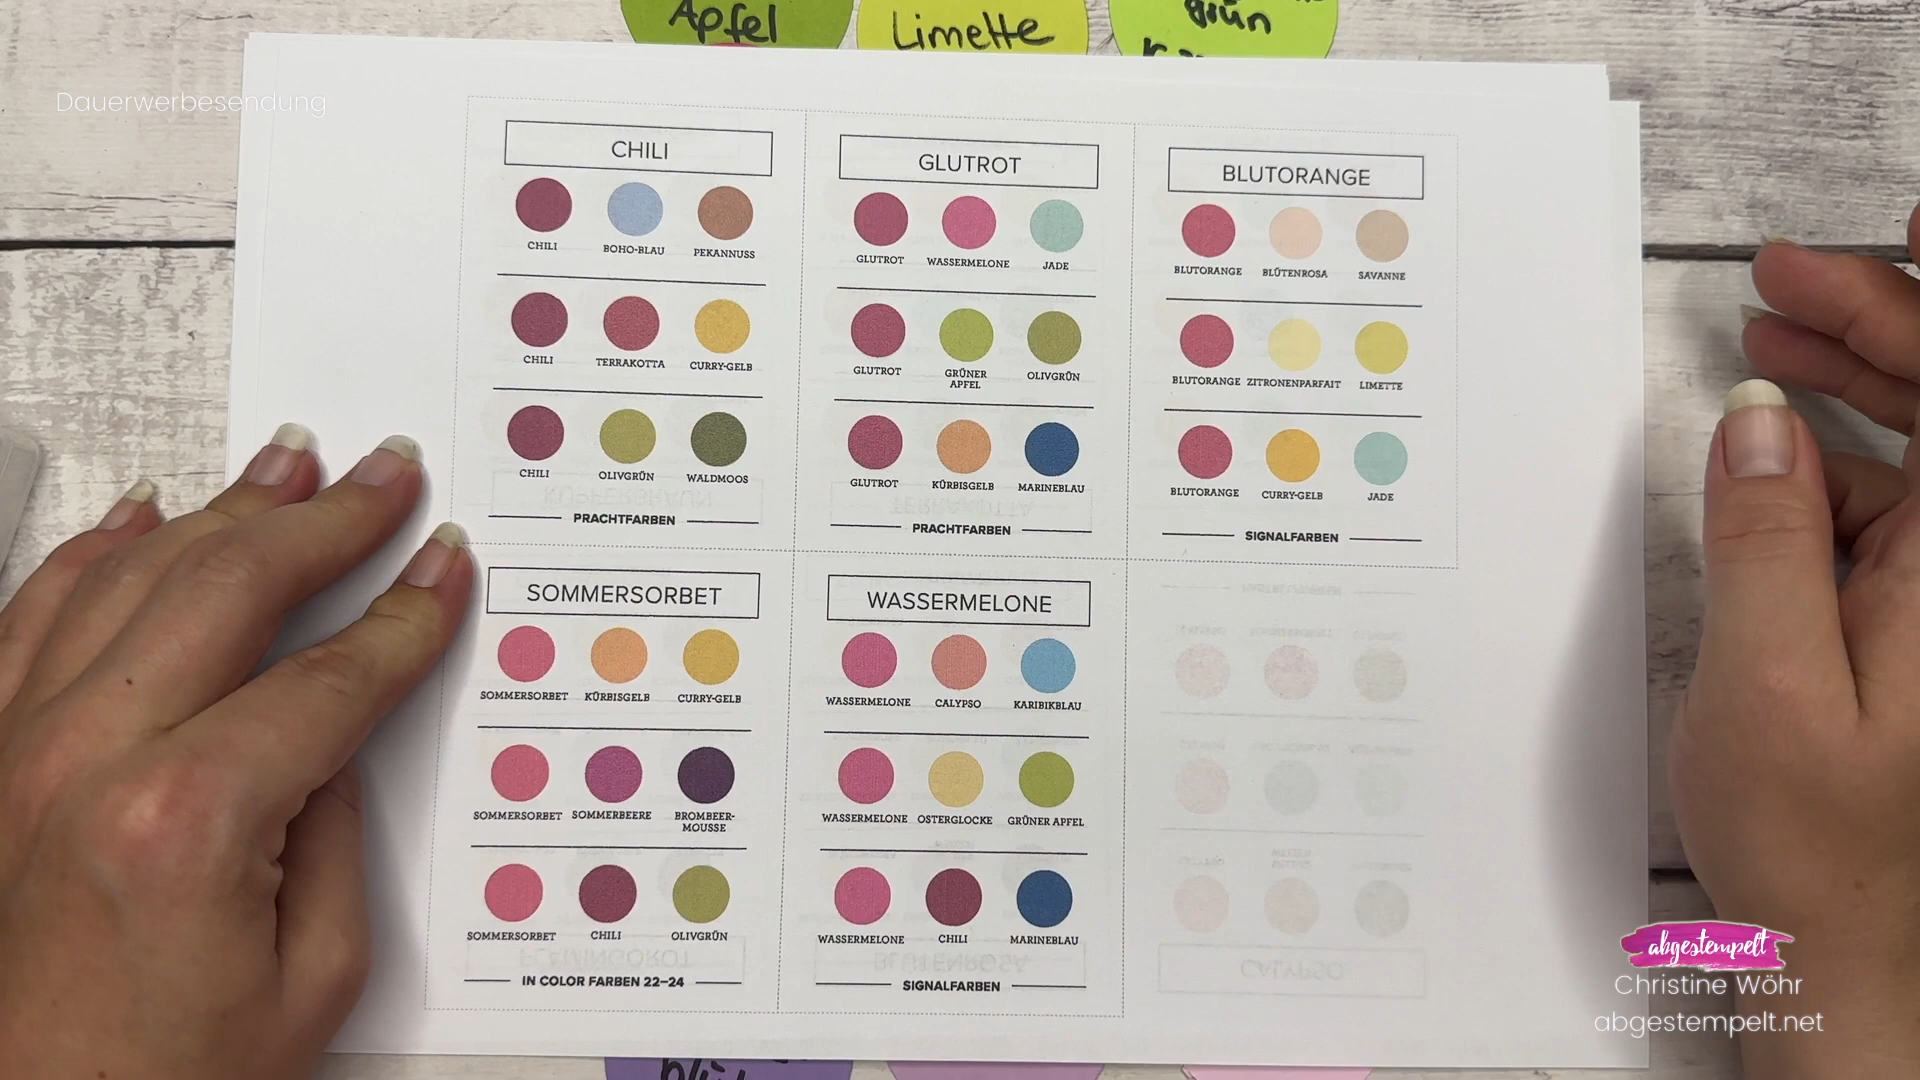 Apfel
Limette
grün
Dauerwerbesendung
CHILI
CHILI BOHO-BLAU PEKANNUSS
CHILI TERRAKOTTA CURRY-GELB
CHILI OLIVGRÜN WALDMOOS
PRACHTFARBEN
GLUTROT
GLUTROT WASSERMELONE JADE
GLUTROT GRÜNER APFEL OLIVGRÜN
GLUTROT KÜRBISGELB MARINEBLAU
PRACHTFARBEN
BLUTORANGE
BLUTORANGE BLÜTENROSA SAVANNE
BLUTORANGE ZITRONENPARFAIT LIMETTE
BLUTORANGE CURRY-GELB JADE
SIGNALFARBEN
SOMMERSORBET
SOMMERSORBET KÜRBISGELB CURRY-GELB
SOMMERSORBET SOMMERBEERE BROMBEER-
MOUSSE
SOMMERSORBET CHILI OLIVGRÜN
IN COLOR FARBEN 22–24
WASSERMELONE
WASSERMELONE CALYPSO KARIBIKBLAU
WASSERMELONE OSTERGLOCKE GRÜNER APFEL
WASSERMELONE CHILI MARINEBLAU
SIGNALFARBEN
abgestempelt
Christine Wöhr
abgestempelt.net